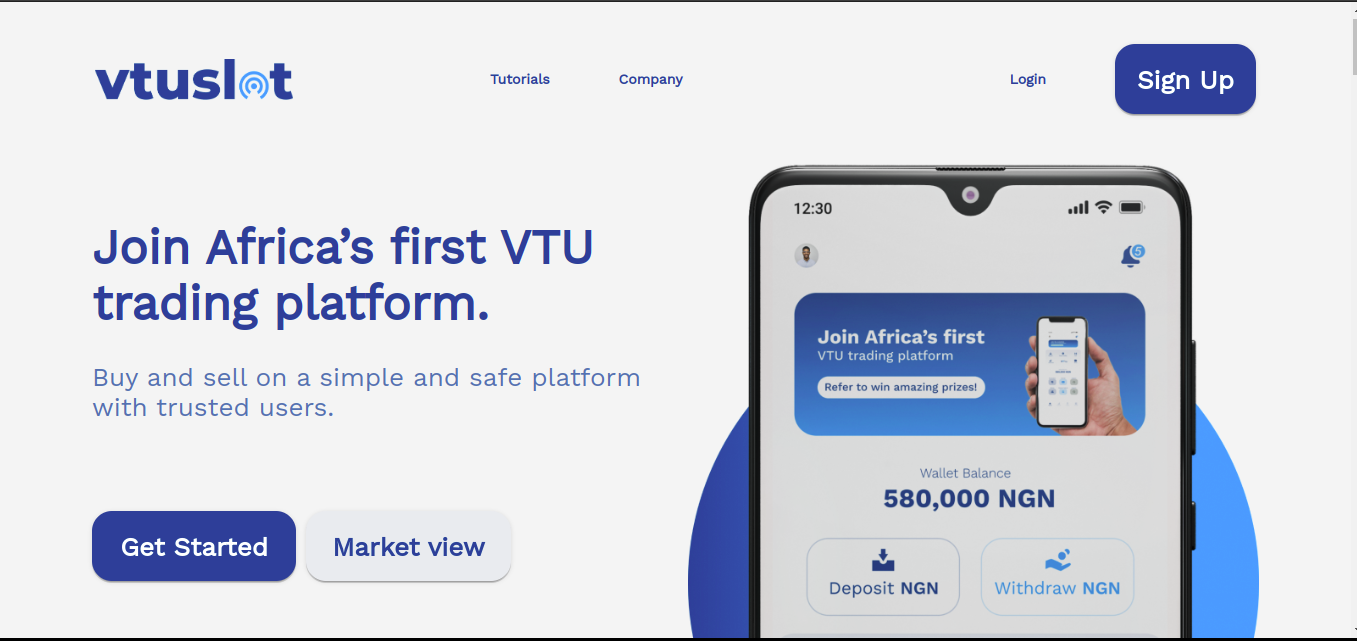 vtuslot
Tutorials
Company
Login
Sign Up
Join Africa’s first VTU
trading platform.
Buy and sell on a simple and safe platform
with trusted users.
Get Started
Market view
12:30
5
Join Africa’s first
VTU trading platform
Refer to win amazing prizes!
Wallet Balance
580,000 NGN
Deposit NGN
Withdraw NGN